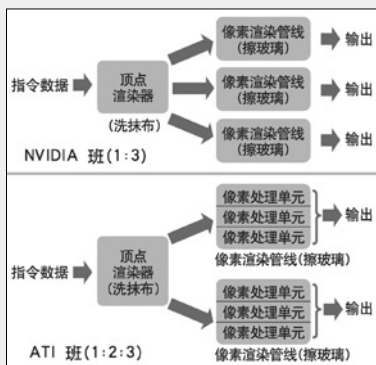 像素渲染管线
(擦玻璃)
输出
指令数据
顶点
渲染器
(洗抹布)
像素渲染管线
(擦玻璃)
输出
像素渲染管线
(擦玻璃)
输出
NVIDIA 班(1:3)
像素处理单元
像素处理单元
像素处理单元
输出
像素渲染管线(擦玻璃)
指令数据
顶点
渲染器
(洗抹布)
像素处理单元
像素处理单元
像素处理单元
输出
像素渲染管线(擦玻璃)
ATI 班(1:2:3)